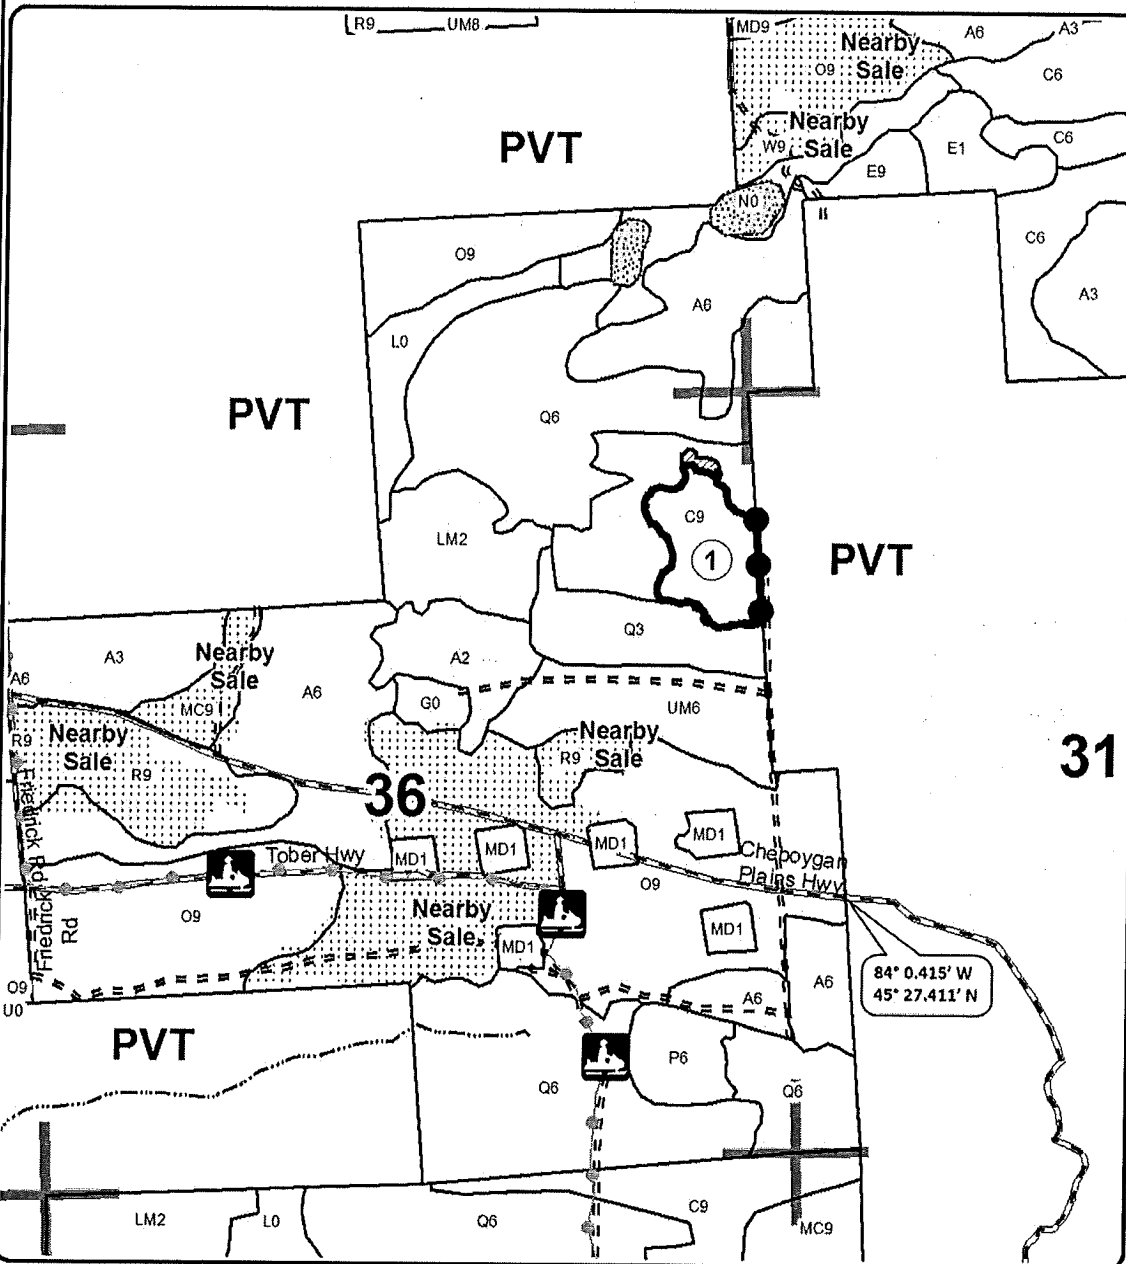 R9
UM8
MD9
Nearby
Sale
O9
A6
A3
C6
PVT
Nearby
Sale
W9
E9
E1
C6
N0
O9
C6
A3
A6
L0
PVT
Q6
C9
LM2
1
PVT
Q3
A3
Nearby
Sale
A2
A6
A6
MC9
G0
UM6
R9
Nearby
Sale
R9
Nearby
Sale
R9
36
31
Friedrick Rd
Tober Hwy
MD1
MD1
MD1
MD1
Cheboygan
Plains Hwy
O9
O9
Friedrick
Rd
Nearby
Sale
MD1
MD1
84° 0.415' W
45° 27.411' N
A6
A6
O9
U0
PVT
P6
Q6
Q6
LM2
L0
Q6
C9
MC9